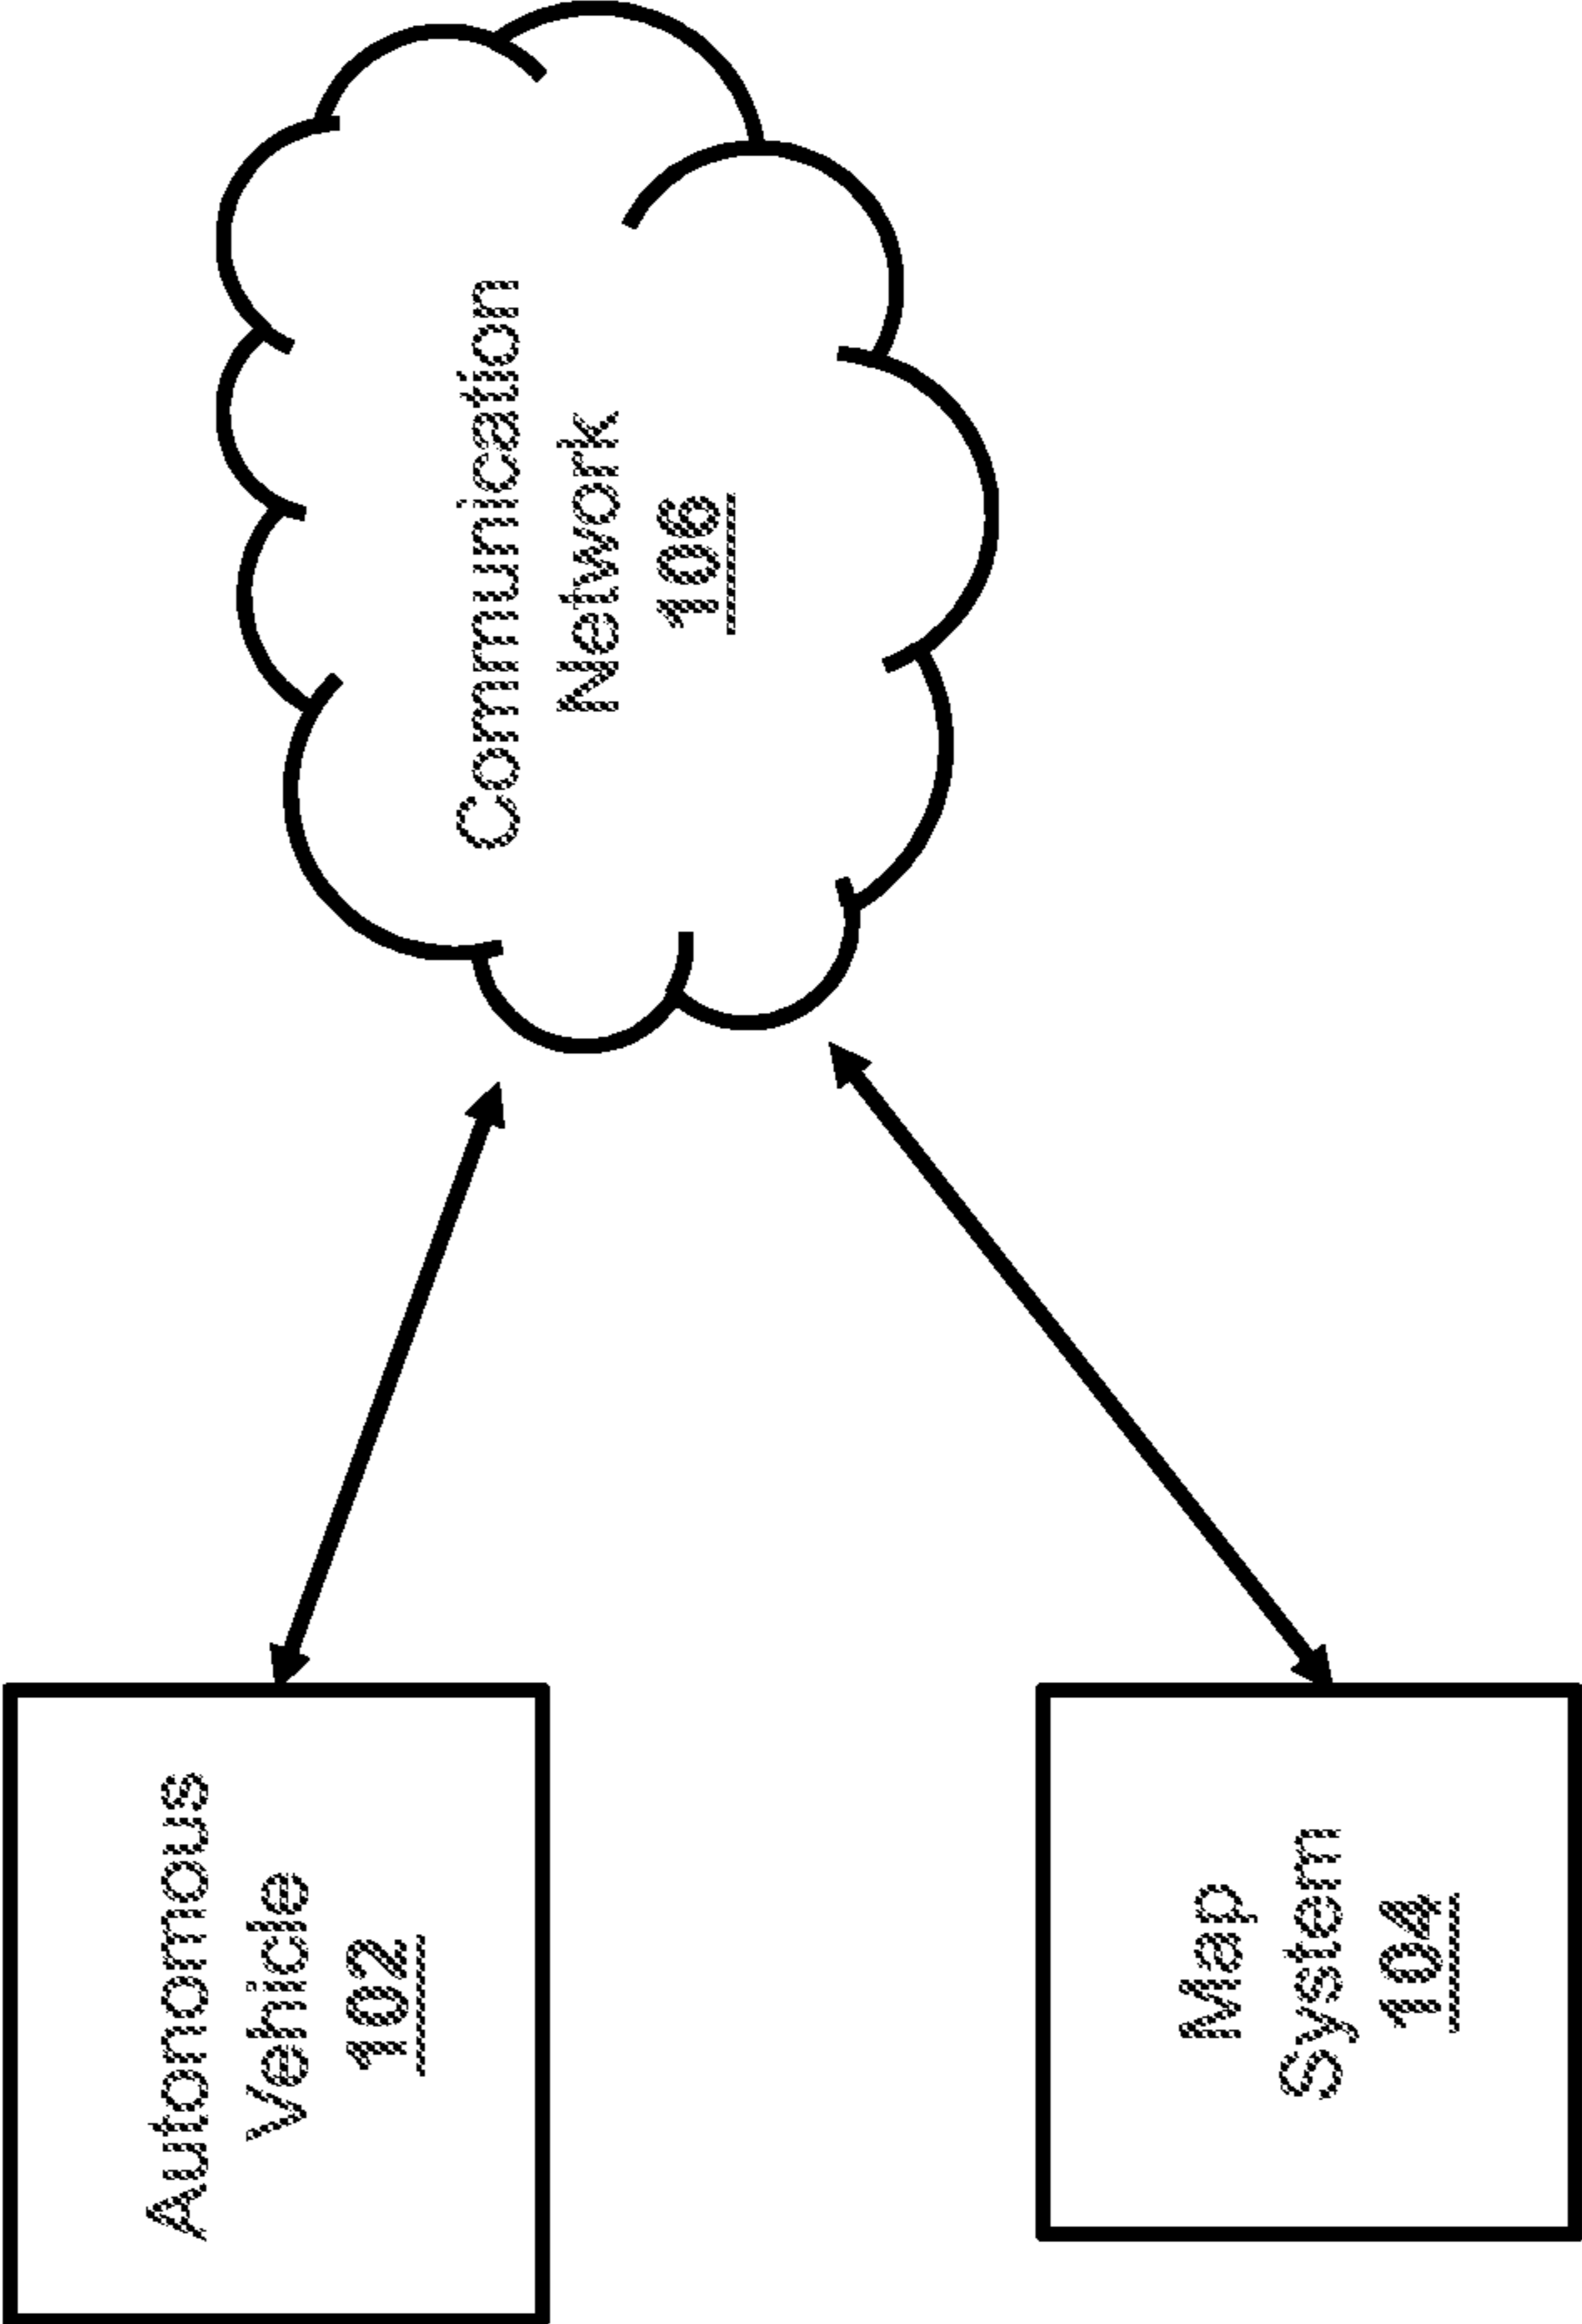 Autonomous
Vehicle
102
Communication
Network
106
Map
System
104